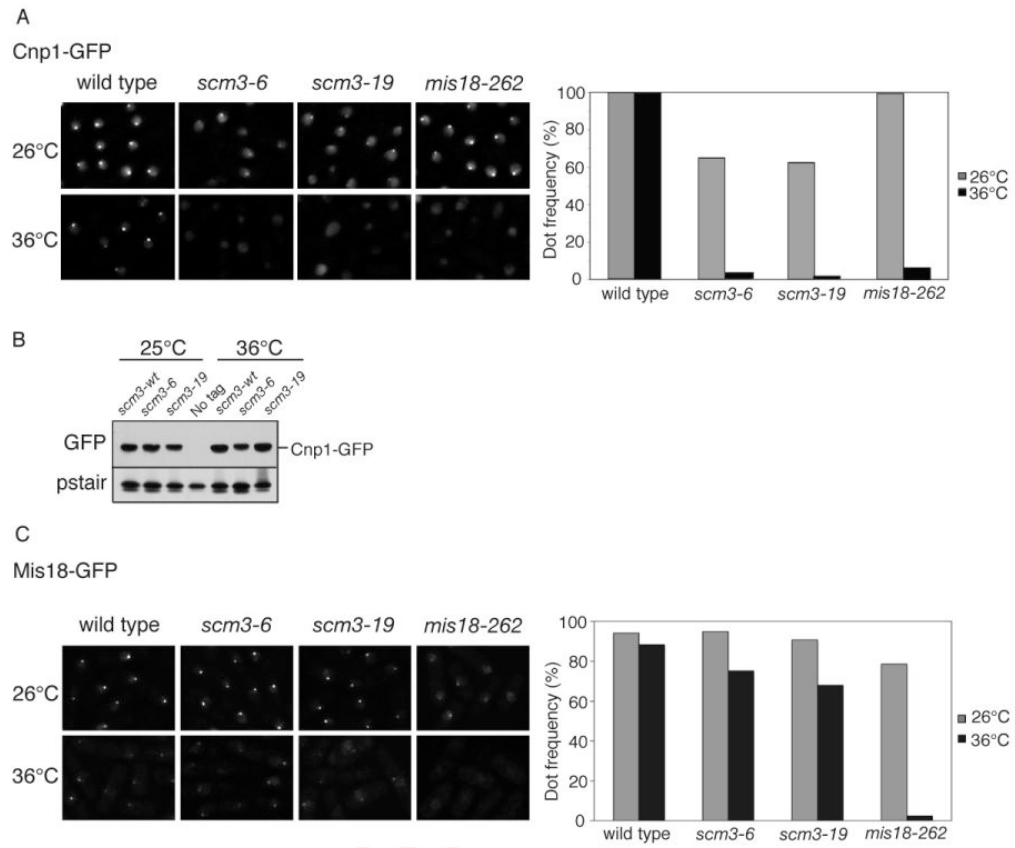 A
Cnp1-GFP
wild type scm3-6 scm3-19 mis18-262
26°C
36°C
100
80
60
40
20
0
Dot frequency (%)
wild type scm3-6 scm3-19 mis18-262
26°C
36°C
B
25°C 36°C
scm3-wt scm3-6 scm3-19 No tag scm3-wt scm3-6 scm3-19
GFP Cnp1-GFP
pstair
C
Mis18-GFP
wild type scm3-6 scm3-19 mis18-262
26°C
36°C
100
80
60
40
20
0
Dot frequency (%)
wild type scm3-6 scm3-19 mis18-262
26°C
36°C